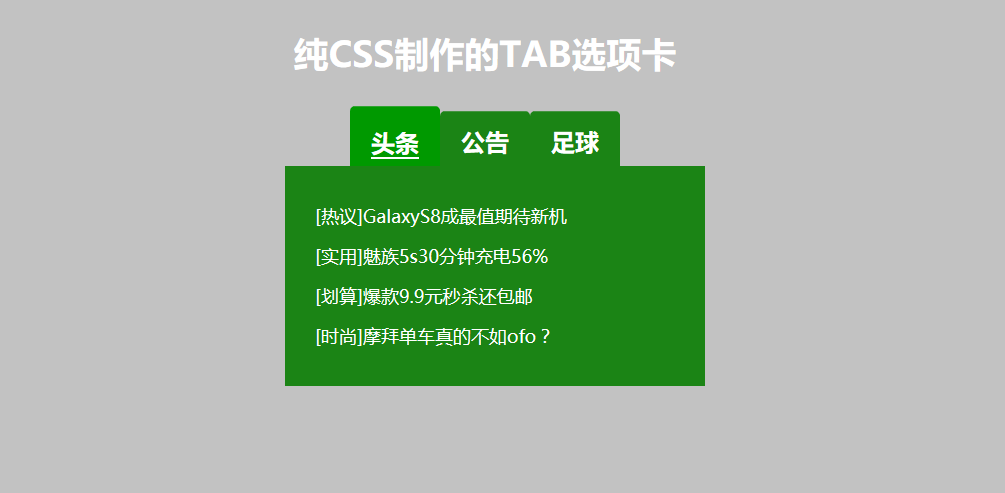 纯CSS制作的TAB选项卡
头条 公告 足球
[热议]GalaxyS8成最值期待新机
[实用]魅族5s30分钟充电56%
[划算]爆款9.9元秒杀还包邮
[时尚]摩拜单车真的不如ofo？